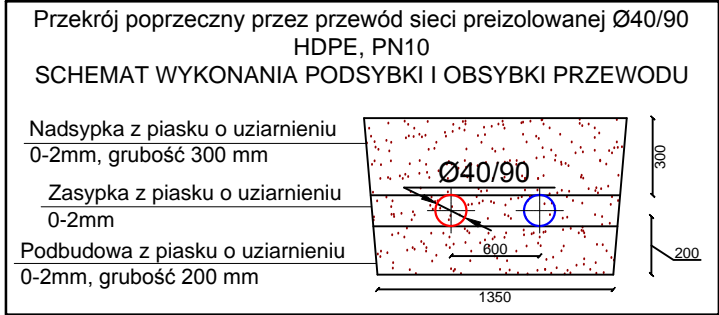 Przekrój poprzeczny przez przewód sieci preizolowanej Ø40/90
HDPE, PN10
SCHEMAT WYKONANIA PODSYBKI I OBSYBKI PRZEWODU
Nadsypka z piasku o uziarnieniu
0-2mm, grubość 300 mm
Zasypka z piasku o uziarnieniu
0-2mm
Podbudowa z piasku o uziarnieniu
0-2mm, grubość 200 mm
Ø40/90
300
600
200
1350